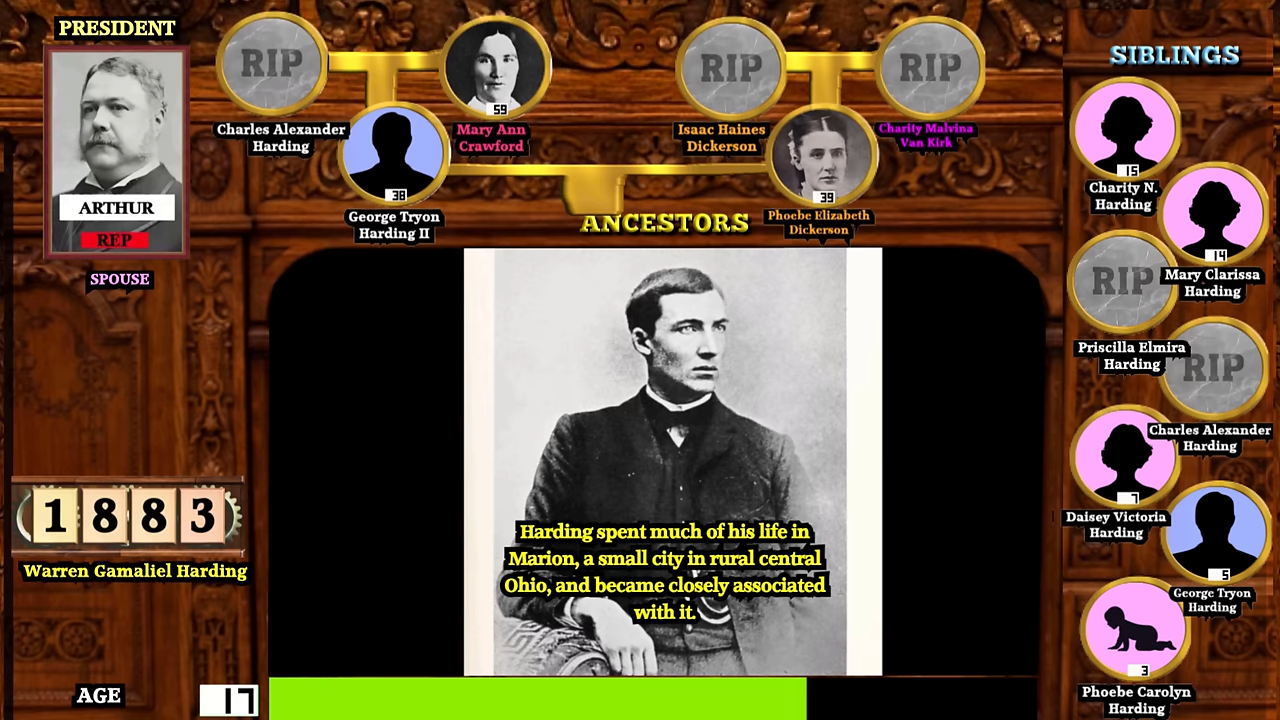 PRESIDENT
ARTHUR
REP
SPOUSE
1883
Warren Gamaliel Harding
AGE
17
RIP
Charles Alexander
Harding
59
Mary Ann
Crawford
38
George Tryon
Harding II
RIP
Isaac Haines
Dickerson
RIP
Charity Malvina
Van Kirk
39
Phoebe Elizabeth
Dickerson
ANCESTORS
Harding spent much of his life in
Marion, a small city in rural central
Ohio, and became closely associated
with it.
SIBLINGS
15
Charity N.
Harding
14
Mary Clarissa
Harding
RIP
Priscilla Elmira
Harding
RIP
Charles Alexander
Harding
7
Daisey Victoria
Harding
5
George Tryon
Harding
3
Phoebe Carolyn
Harding